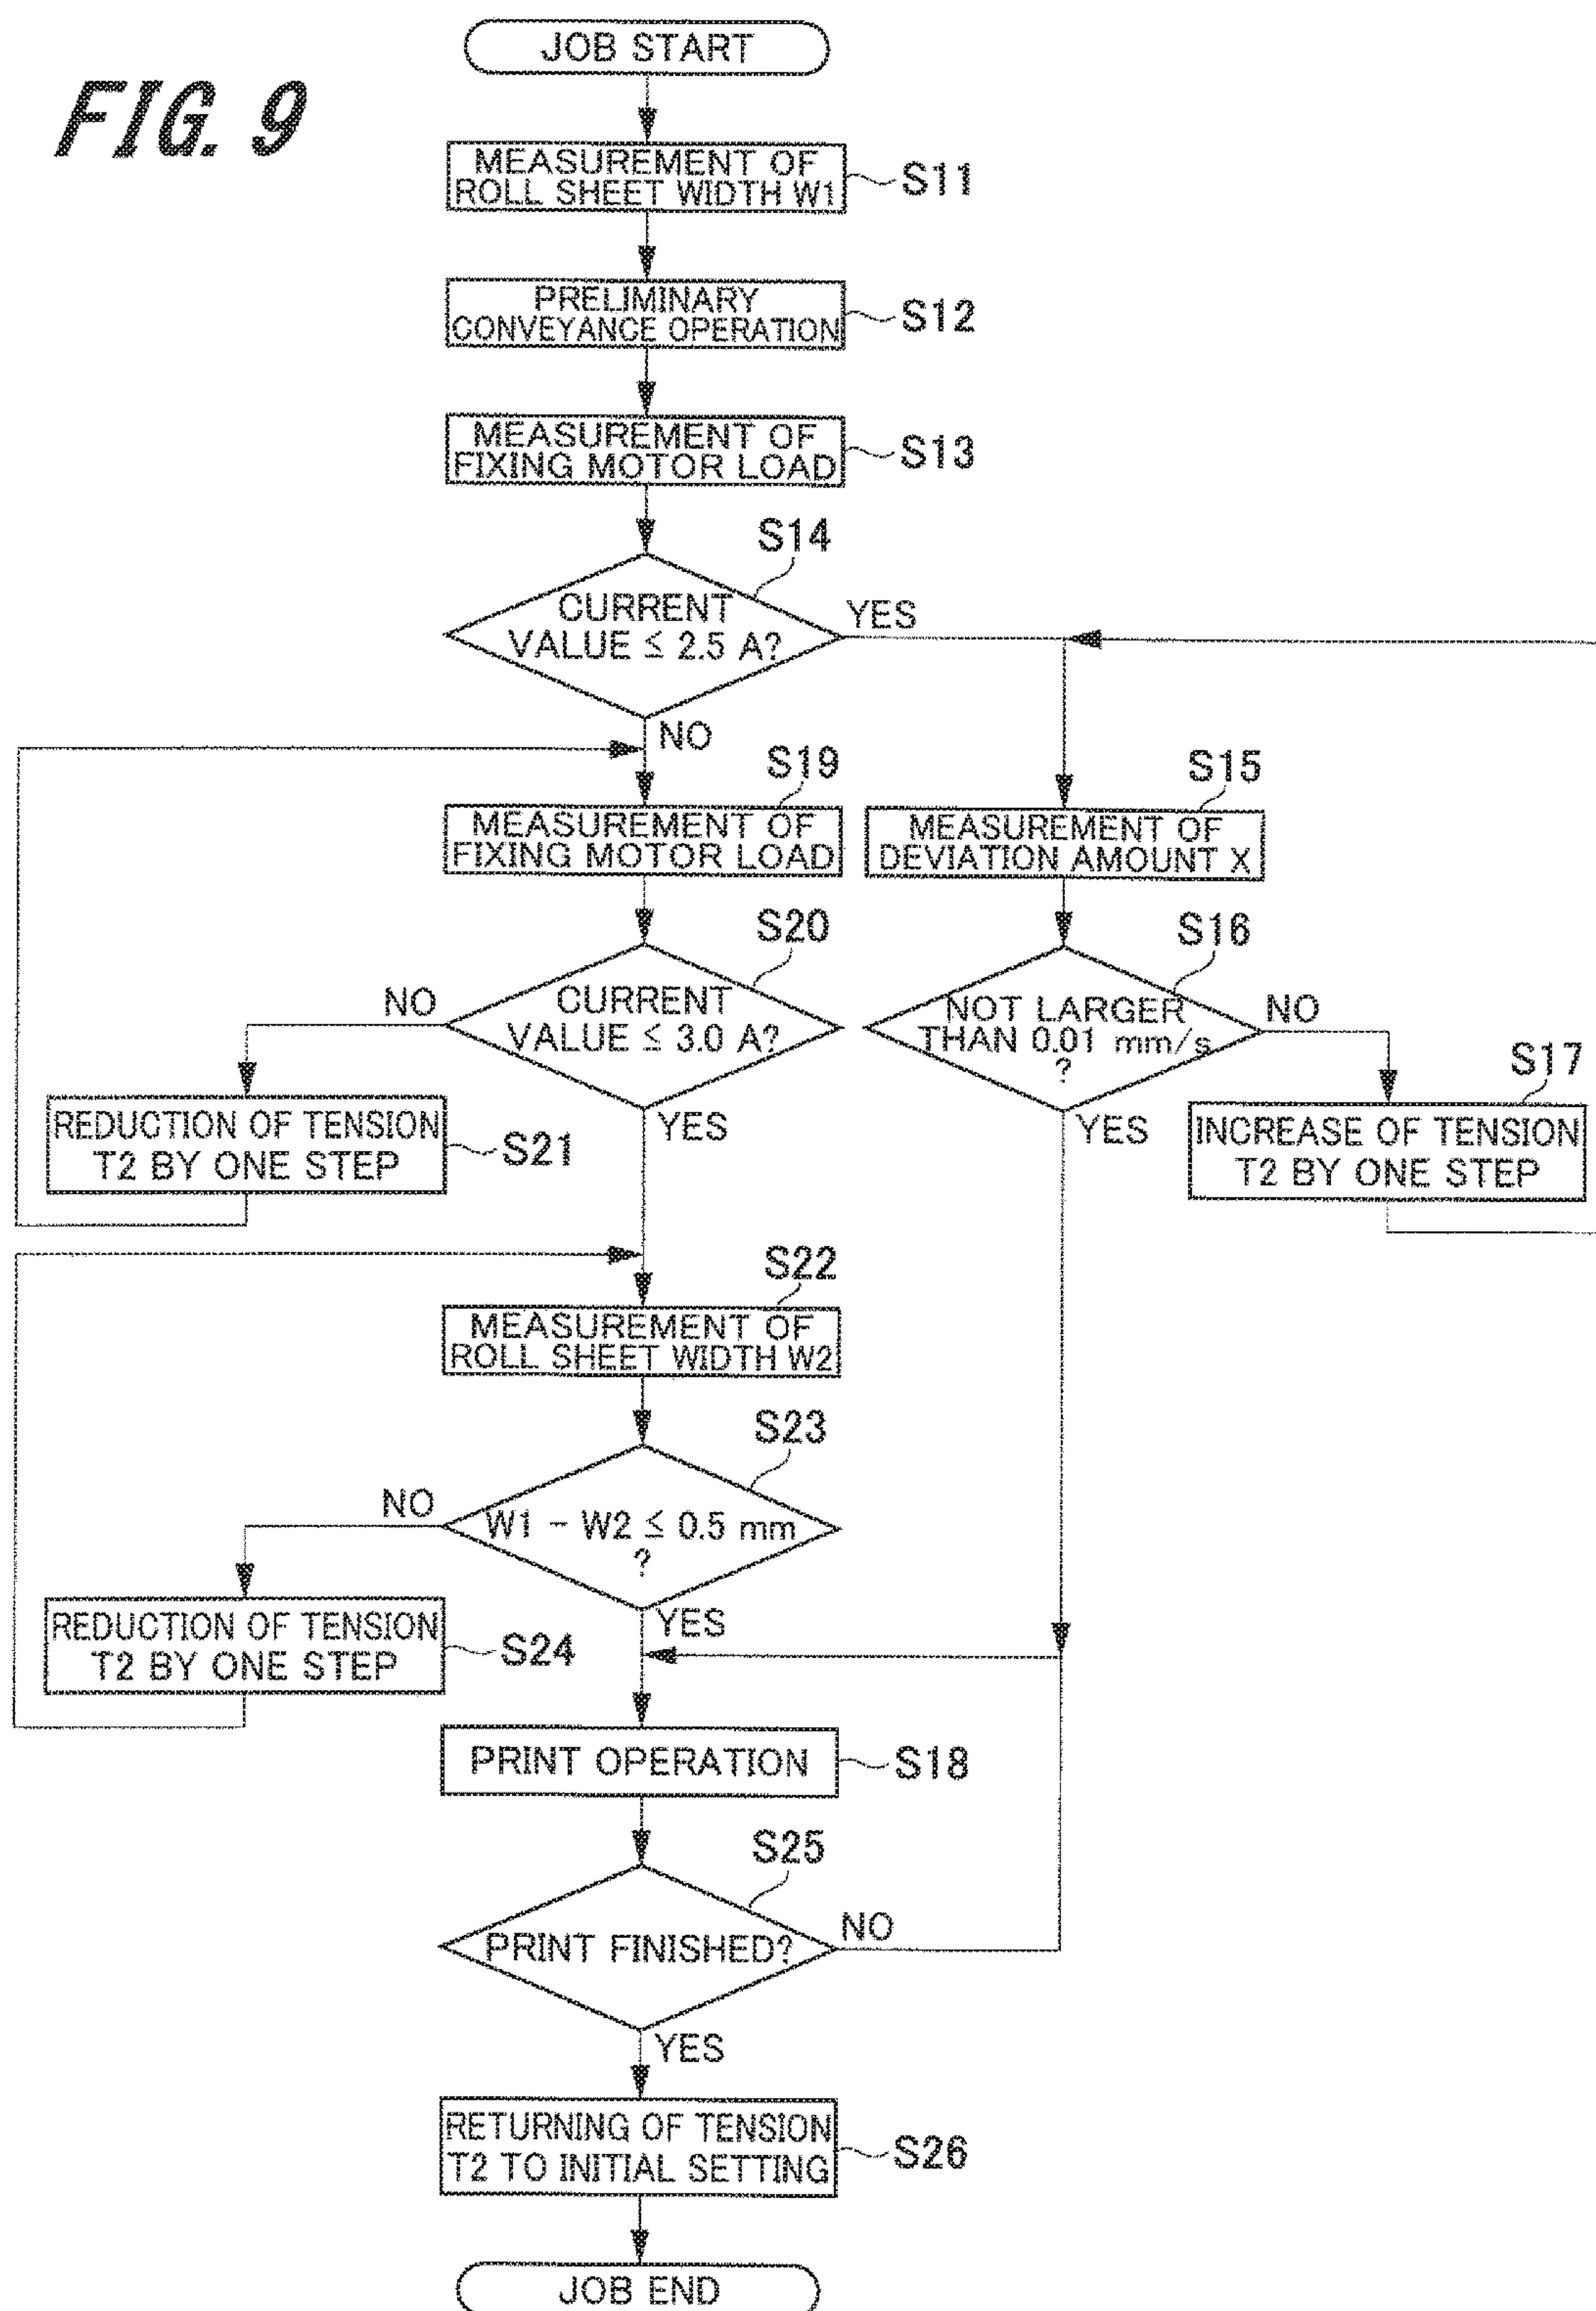 FIG. 9
JOB START
MEASUREMENT OF
ROLL SHEET WIDTH W1
S11
PRELIMINARY
CONVEYANCE OPERATION
S12
MEASUREMENT OF
FIXING MOTOR LOAD
S13
S14
CURRENT
VALUE ≤ 2.5 A?
YES
NO
S19
MEASUREMENT OF
FIXING MOTOR LOAD
S15
MEASUREMENT OF
DEVIATION AMOUNT X
S20
CURRENT
VALUE ≤ 3.0 A?
NO
YES
S16
NOT LARGER
THAN 0.01 mm/s
?
NO
YES
S17
INCREASE OF TENSION
T2 BY ONE STEP
REDUCTION OF TENSION
T2 BY ONE STEP
S21
S22
MEASUREMENT OF
ROLL SHEET WIDTH W2
S23
W1 - W2 ≤ 0.5 mm
?
NO
YES
REDUCTION OF TENSION
T2 BY ONE STEP
S24
PRINT OPERATION
S18
S25
PRINT FINISHED?
NO
YES
RETURNING OF TENSION
T2 TO INITIAL SETTING
S26
JOB END